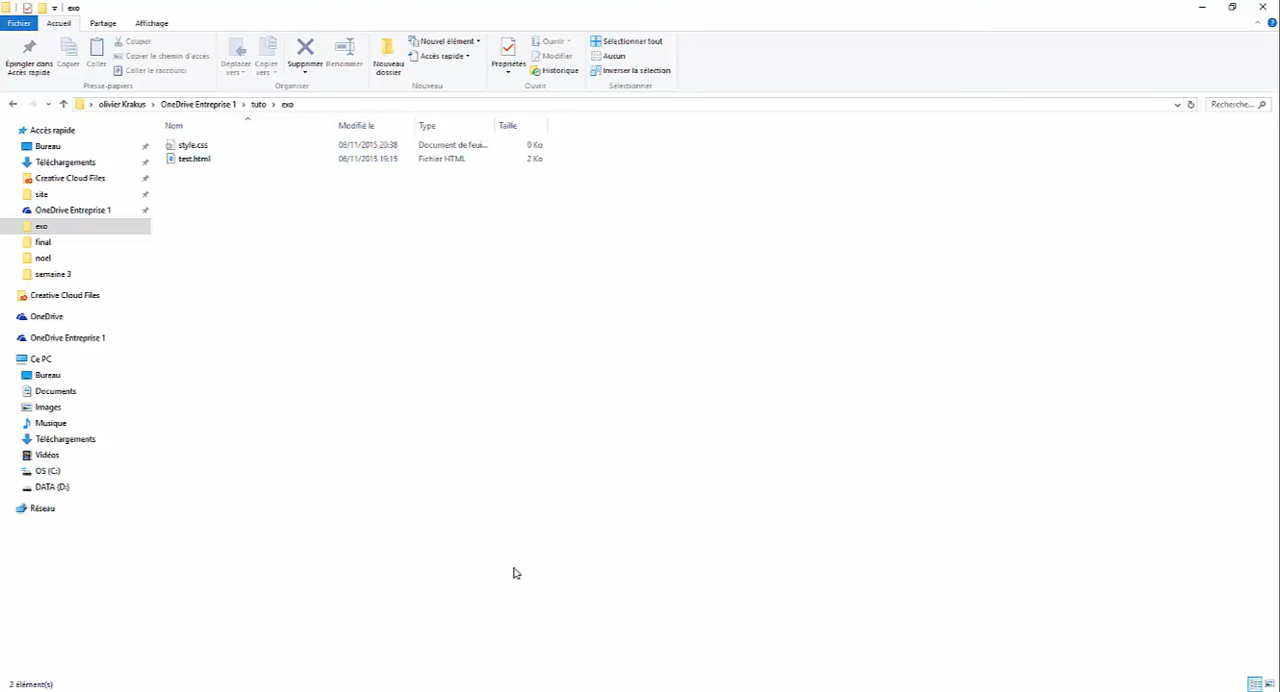 exo
Fichier Accueil Partage Affichage
Épingler dans Accès rapide
Copier
Coller
Couper
Copier le chemin d'accès
Coller le raccourci
Presse-papiers
Déplacer vers
Copier vers
Supprimer
Renommer
Organiser
Nouveau dossier
Nouvel élément
Accès rapide
Nouveau
Propriétés
Ouvrir
Modifier
Historique
Ouvrir
Sélectionner tout
Aucun
Inverser la sélection
Sélectionner
olivier Krakus > OneDrive Entreprise 1 > tuto > exo
Recherche...
Nom Modifié le Type Taille
style.css 08/11/2015 20:38 Document de feui... 0 Ko
test.html 06/11/2015 19:15 Fichier HTML 2 Ko
Accès rapide
Bureau
Téléchargements
Creative Cloud Files
site
OneDrive Entreprise 1
exo
final
noel
semaine 3
Creative Cloud Files
OneDrive
OneDrive Entreprise 1
Ce PC
Bureau
Documents
Images
Musique
Téléchargements
Vidéos
OS (C:)
DATA (D:)
Réseau
2 élément(s)